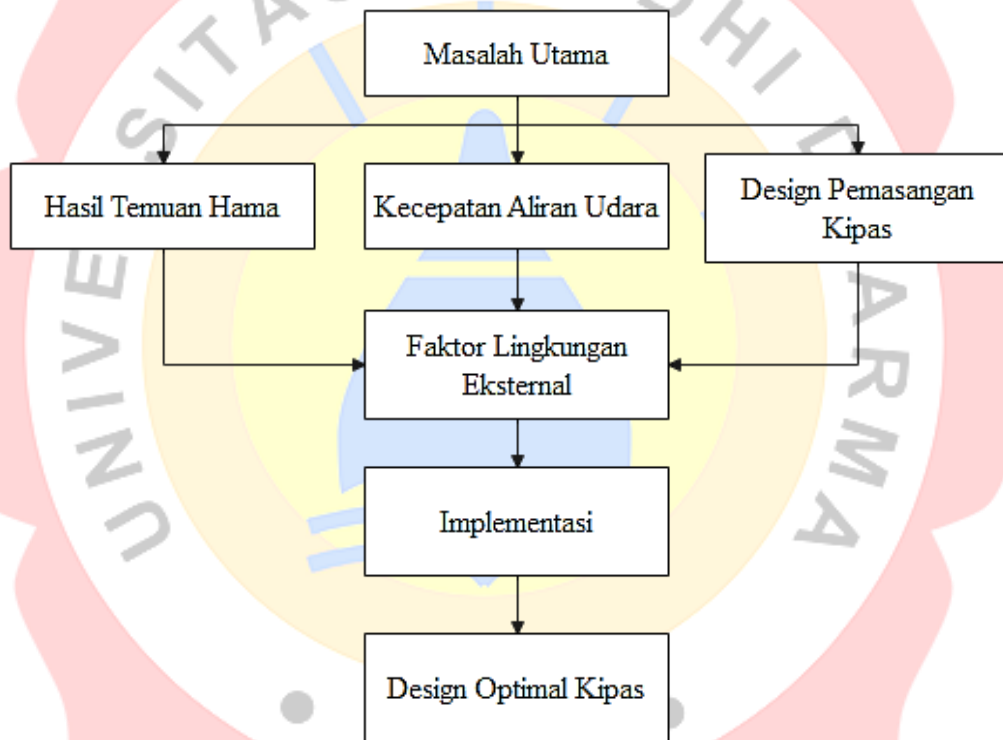 Masalah Utama
Hasil Temuan Hama
Kecepatan Aliran Udara
Design Pemasangan
Kipas
Faktor Lingkungan
Eksternal
Implementasi
Design Optimal Kipas